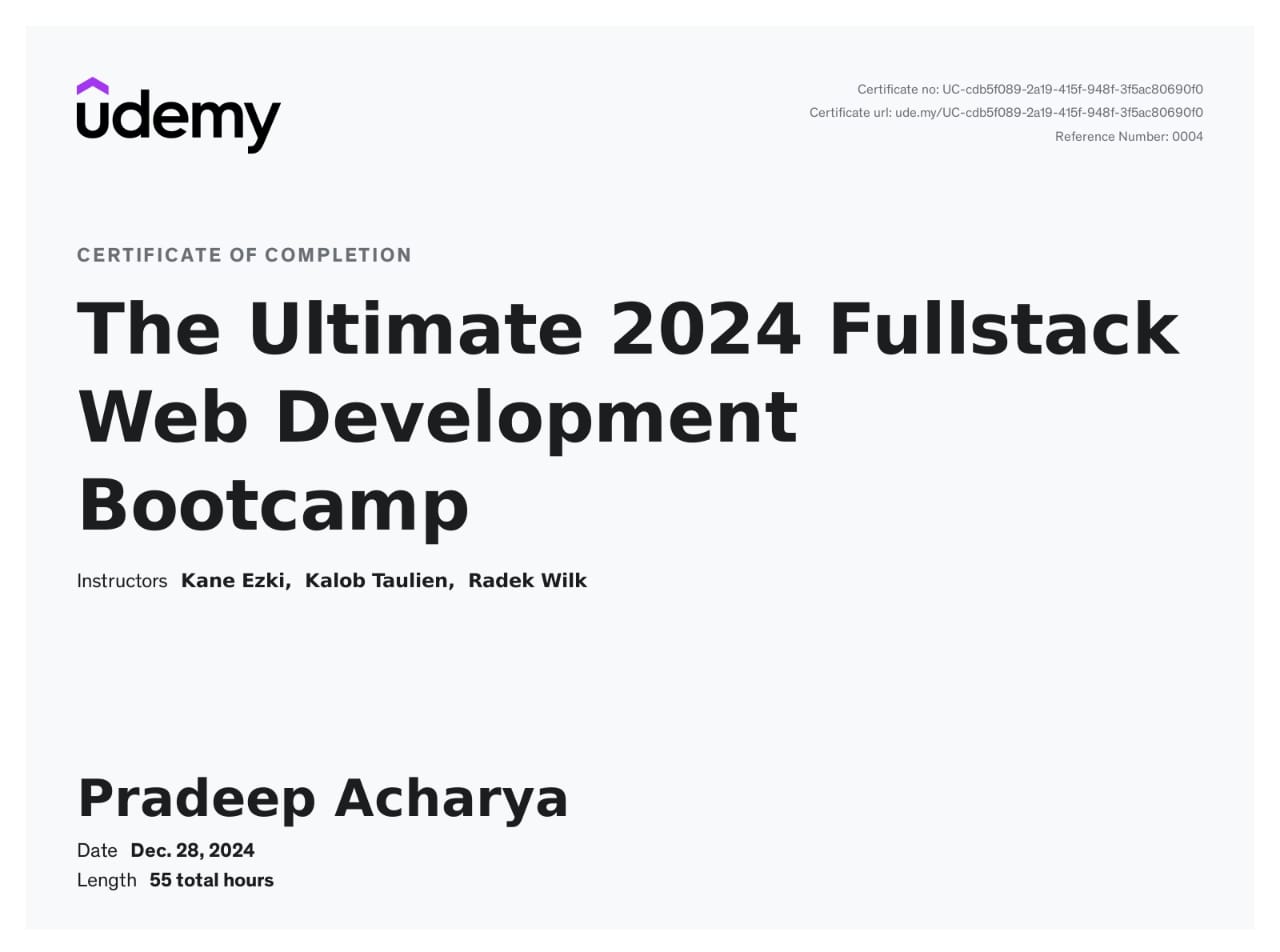 udemy
Certificate no: UC-cdb5f089-2a19-415f-948f-3f5ac80690f0
Certificate url: ude.my/UC-cdb5f089-2a19-415f-948f-3f5ac80690f0
Reference Number: 0004
CERTIFICATE OF COMPLETION
The Ultimate 2024 Fullstack
Web Development
Bootcamp
Instructors Kane Ezki, Kalob Taulien, Radek Wilk
Pradeep Acharya
Date Dec. 28, 2024
Length 55 total hours